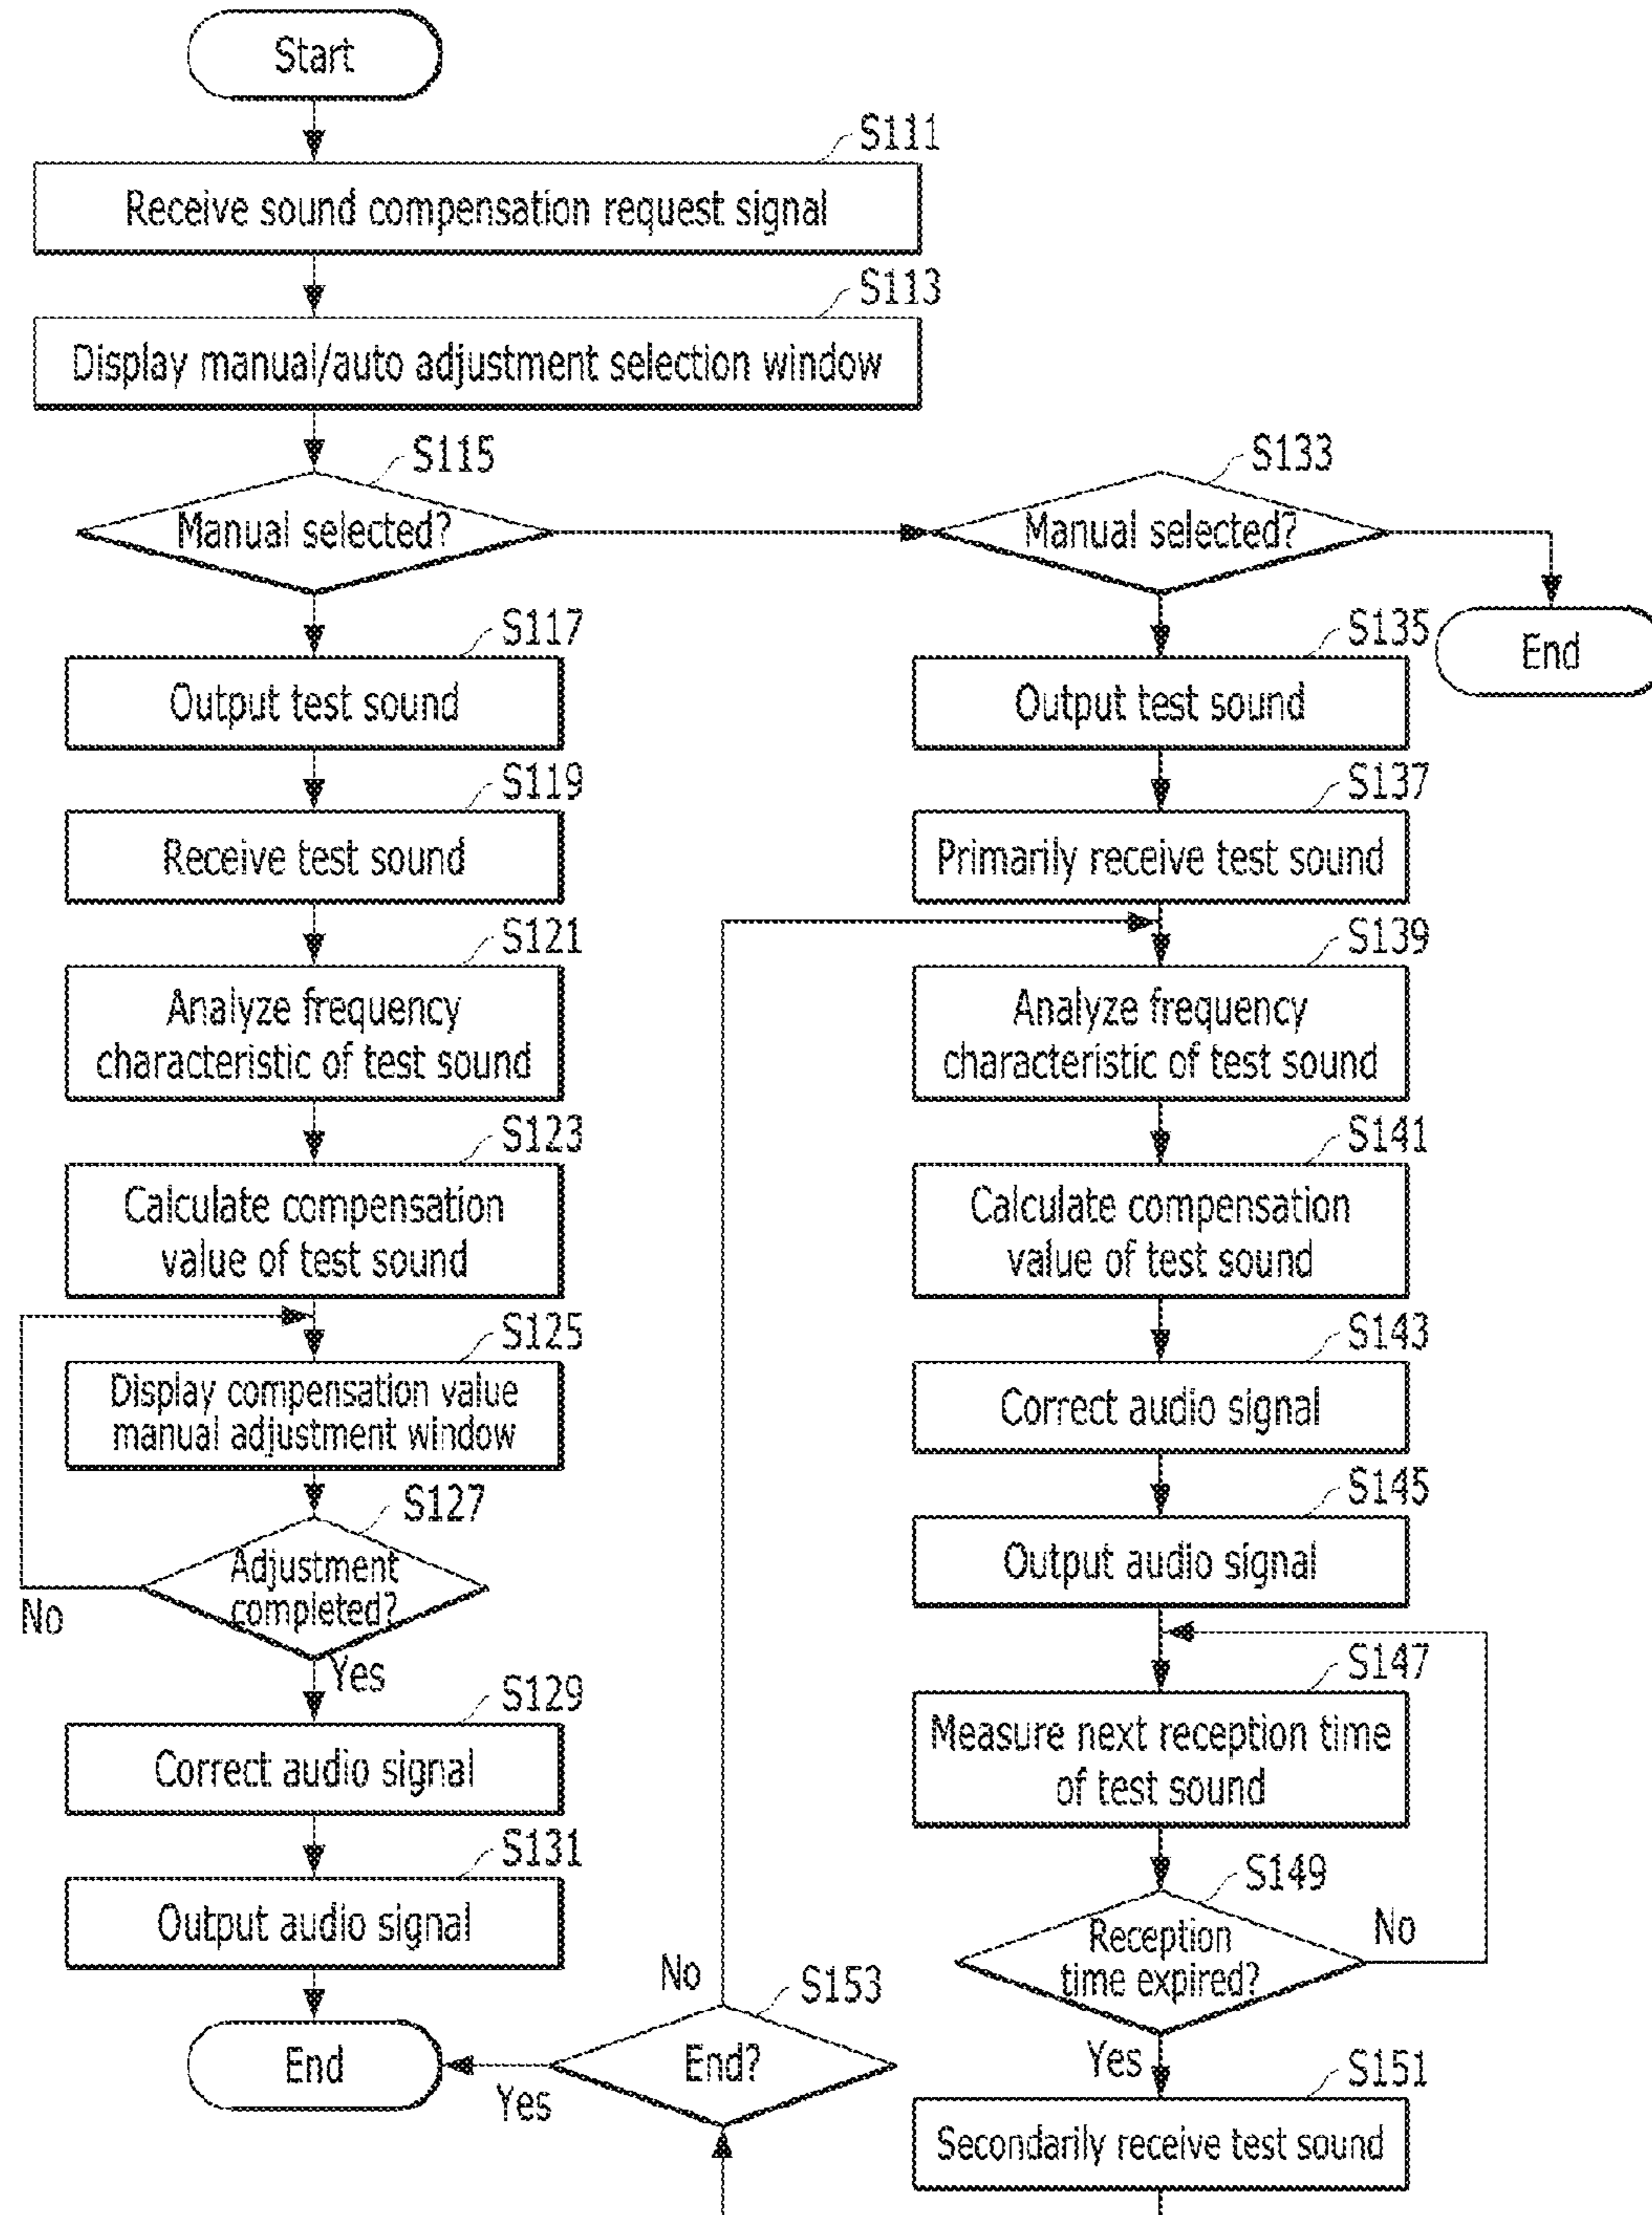 Start
S111
Receive sound compensation request signal
S113
Display manual/auto adjustment selection window
S115
Manual selected?
S117
Output test sound
S119
Receive test sound
S121
Analyze frequency
characteristic of test sound
S123
Calculate compensation
value of test sound
S125
Display compensation value
manual adjustment window
S127
Adjustment
completed?
No
Yes
S129
Correct audio signal
S131
Output audio signal
End
S133
Manual selected?
End
S135
Output test sound
S137
Primarily receive test sound
S139
Analyze frequency
characteristic of test sound
S141
Calculate compensation
value of test sound
S143
Correct audio signal
S145
Output audio signal
S147
Measure next reception time
of test sound
S149
Reception
time expired?
No
Yes
S151
Secondarily receive test sound
S153
End?
No
Yes